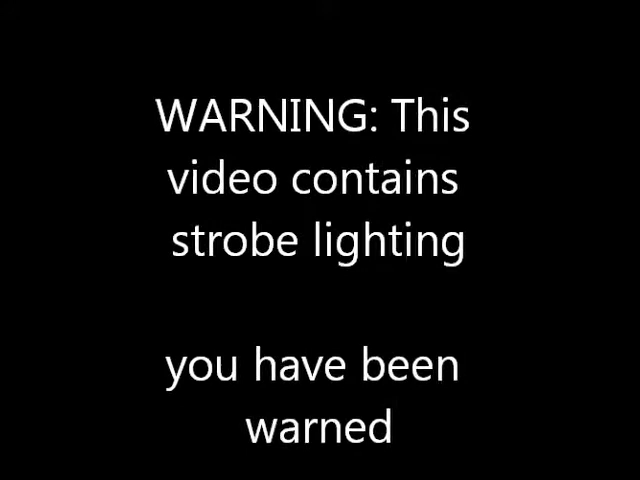 WARNING: This
video contains
strobe lighting
you have been
warned